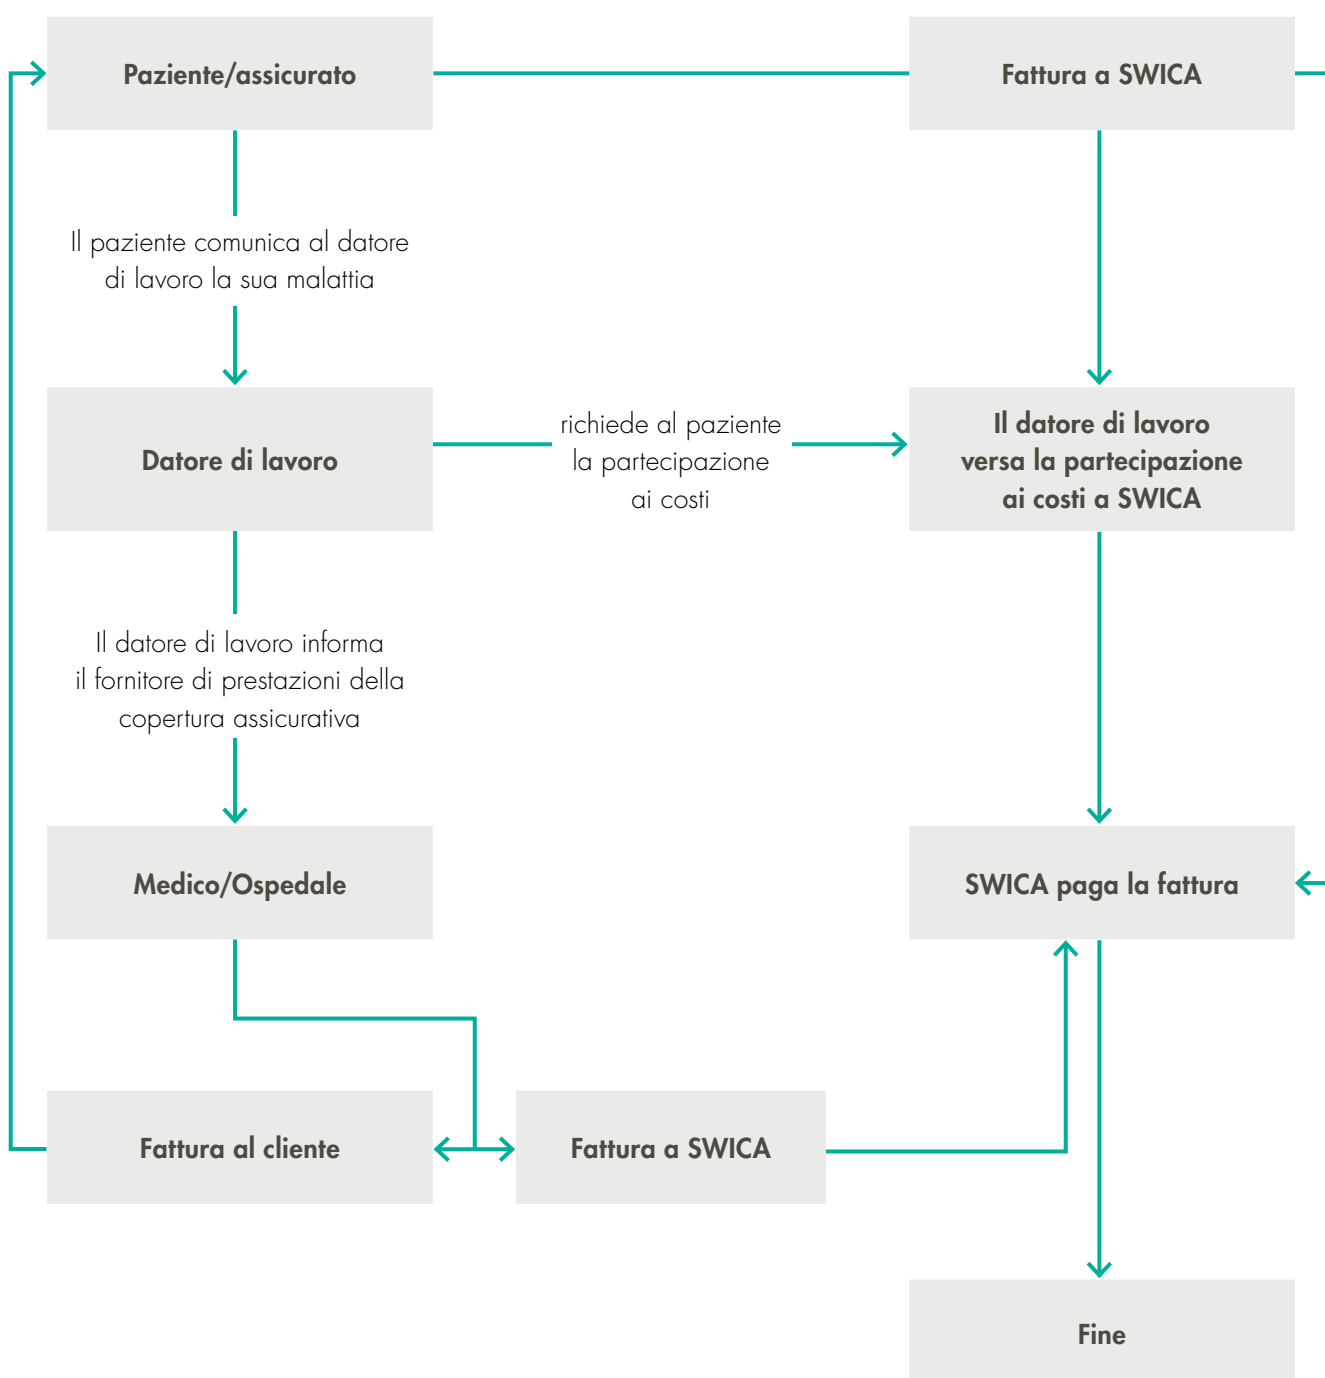 Paziente/assicurato
Fattura a SWICA
Il paziente comunica al datore
di lavoro la sua malattia
Datore di lavoro
richiede al paziente
la partecipazione
ai costi
Il datore di lavoro
versa la partecipazione
ai costi a SWICA
Il datore di lavoro informa
il fornitore di prestazioni della
copertura assicurativa
Medico/Ospedale
SWICA paga la fattura
Fattura al cliente
Fattura a SWICA
Fine